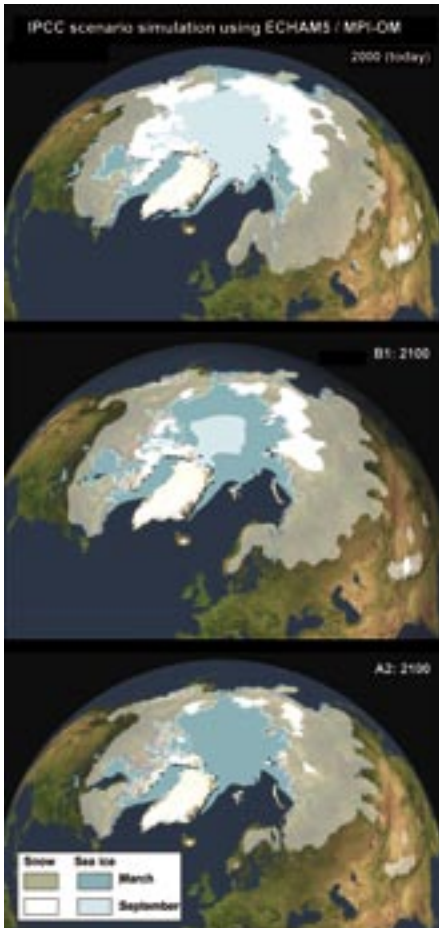 IPCC scenario simulation using ECHAM5 / MPI-OM
2000 (today)
B1: 2100
A2: 2100
Snow Sea ice
March
September